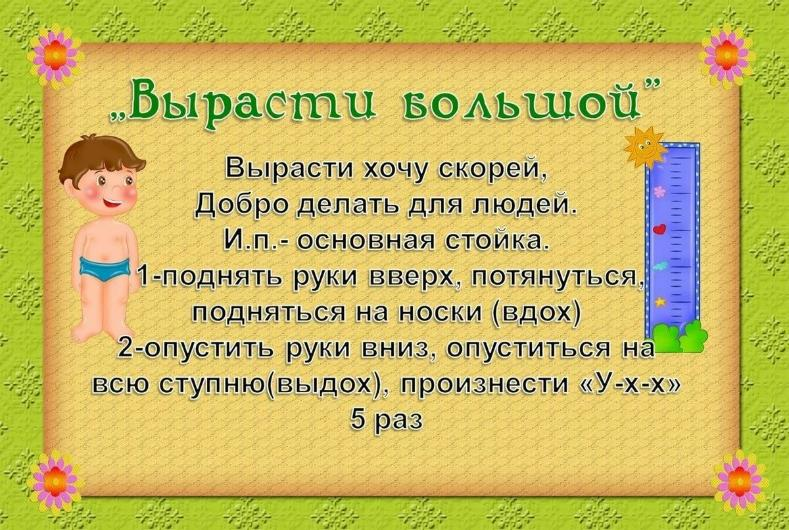 „Вырасти большой”
Вырасти хочу скорей,
Добро делать для людей.
И.п.- основная стойка.
1-поднять руки вверх, потянуться,
подняться на носки (вдох)
2-опустить руки вниз, опуститься на
всю ступню(выдох), произнести «У-х-х»
5 раз